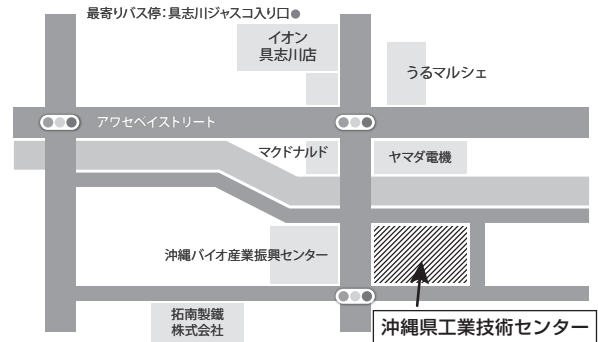 最寄りバス停：具志川ジャスコ入り口●
イオン
具志川店
うるマルシェ
アワセベイストリート
マクドナルド
ヤマダ電機
沖縄バイオ産業振興センター
拓南製鐵
株式会社
沖縄県工業技術センター